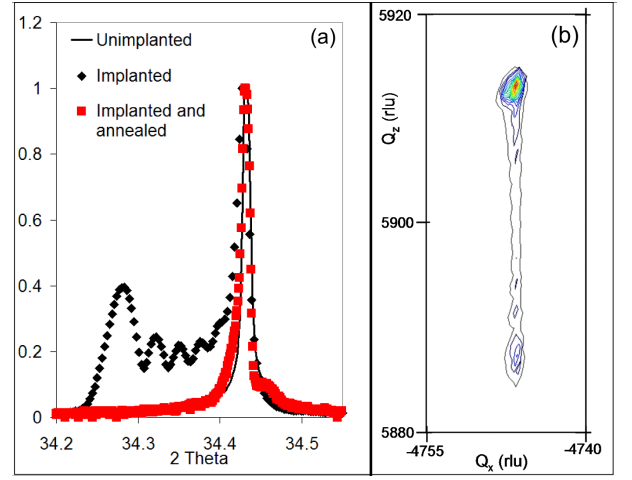 (a)
Unimplanted
Implanted
Implanted and
annealed
1.2
1
0.8
0.6
0.4
0.2
0
34.2
34.3
34.4
34.5
2 Theta
(b)
5920
5900
5880
Qz (rlu)
-4755
-4740
Qx (rlu)